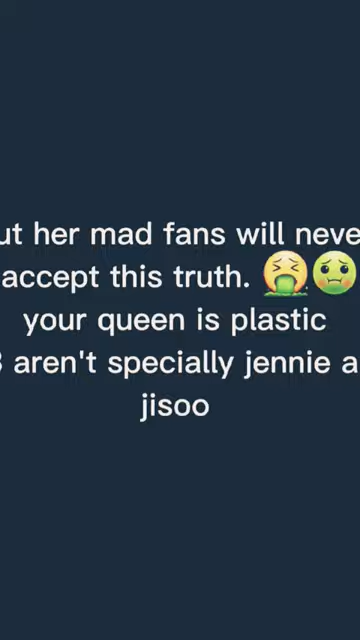 ut her mad fans will neve
accept this truth. 🤮🤢
your queen is plastic
aren't specially jennie a
jisoo